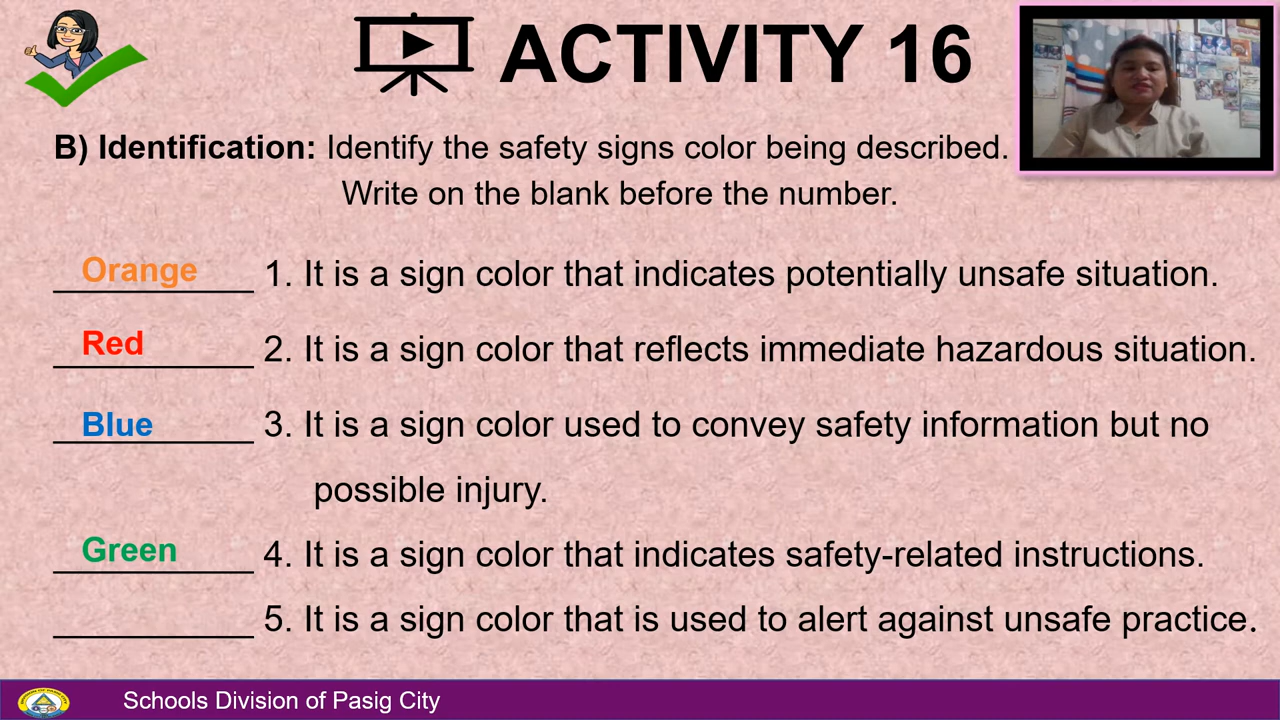 ACTIVITY 16
B) Identification: Identify the safety signs color being described.
Write on the blank before the number.
Orange 1. It is a sign color that indicates potentially unsafe situation.
Red 2. It is a sign color that reflects immediate hazardous situation.
Blue 3. It is a sign color used to convey safety information but no
possible injury.
Green 4. It is a sign color that indicates safety-related instructions.
5. It is a sign color that is used to alert against unsafe practice.
Schools Division of Pasig City